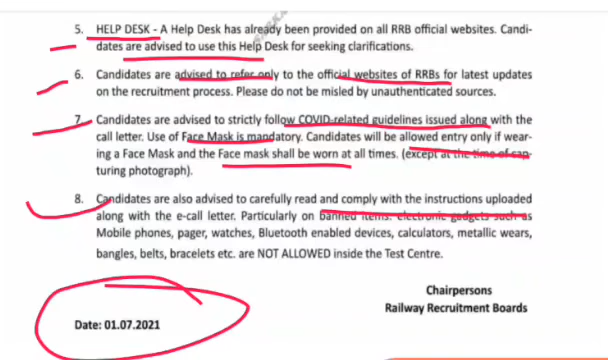 5. HELP DESK - A Help Desk has already been provided on all RRB official websites. Candi-
dates are advised to use this Help Desk for seeking clarifications.
6. Candidates are advised to refer only to the official websites of RRBs for latest updates
on the recruitment process. Please do not be misled by unauthenticated sources.
7. Candidates are advised to strictly follow COVID-related guidelines issued along with the
call letter. Use of Face Mask is mandatory. Candidates will be allowed entry only if wear-
ing a Face Mask and the Face mask shall be worn at all times. (except at the time of cap-
turing photograph).
8. Candidates are also advised to carefully read and comply with the instructions uploaded
along with the e-call letter. Particularly on banned items: electronic gadgets such as
Mobile phones, pager, watches, Bluetooth enabled devices, calculators, metallic wears,
bangles, belts, bracelets etc. are NOT ALLOWED inside the Test Centre.
Chairpersons
Railway Recruitment Boards
Date: 01.07.2021